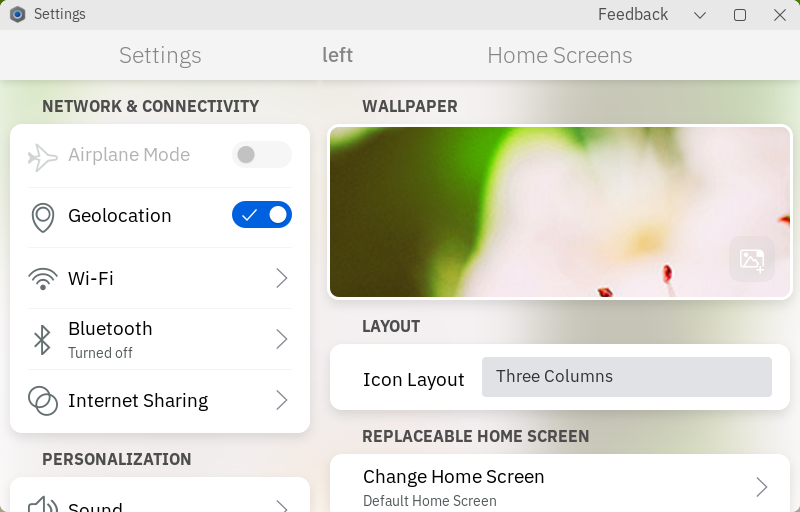 Settings
Feedback
Settings
left
Home Screens
NETWORK & CONNECTIVITY
Airplane Mode
Geolocation
Wi-Fi
Bluetooth
Turned off
Internet Sharing
PERSONALIZATION
Sound
WALLPAPER
LAYOUT
Icon Layout
Three Columns
REPLACEABLE HOME SCREEN
Change Home Screen
Default Home Screen